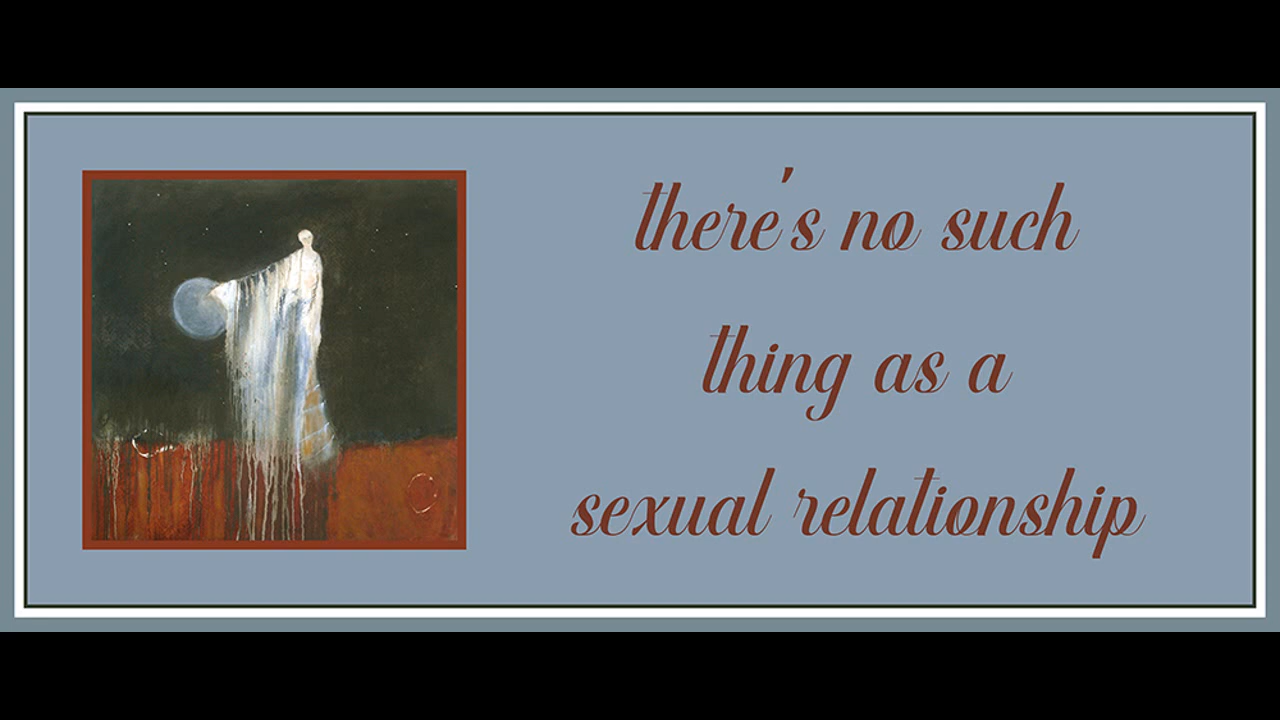 there's no such
thing as a
sexual relationship